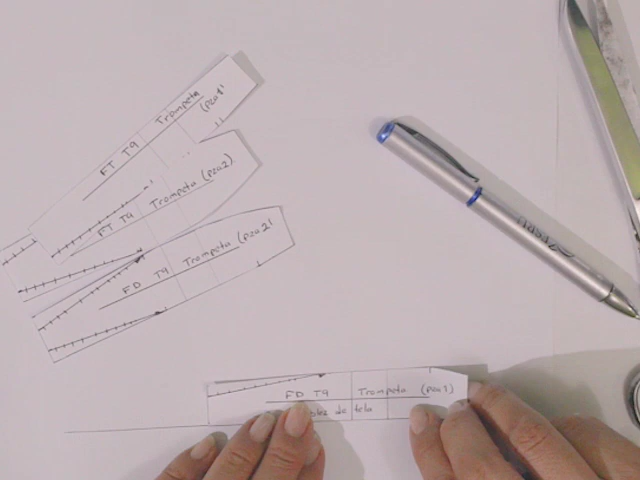 FT T9 Trompeta (pza1)
FT T9 Trompeta (pza2)
FD T9 Trompeta (pza2)
FD T9 Trompeta (pza1)
de tela